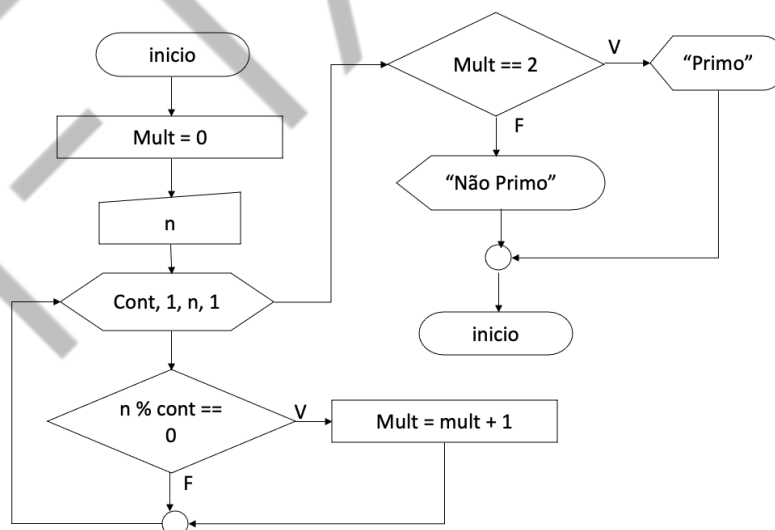 inicio
Mult = 0
n
Cont, 1, n, 1
n % cont ==
0
V
Mult = mult + 1
F
Mult == 2
V
“Primo”
F
“Não Primo”
inicio